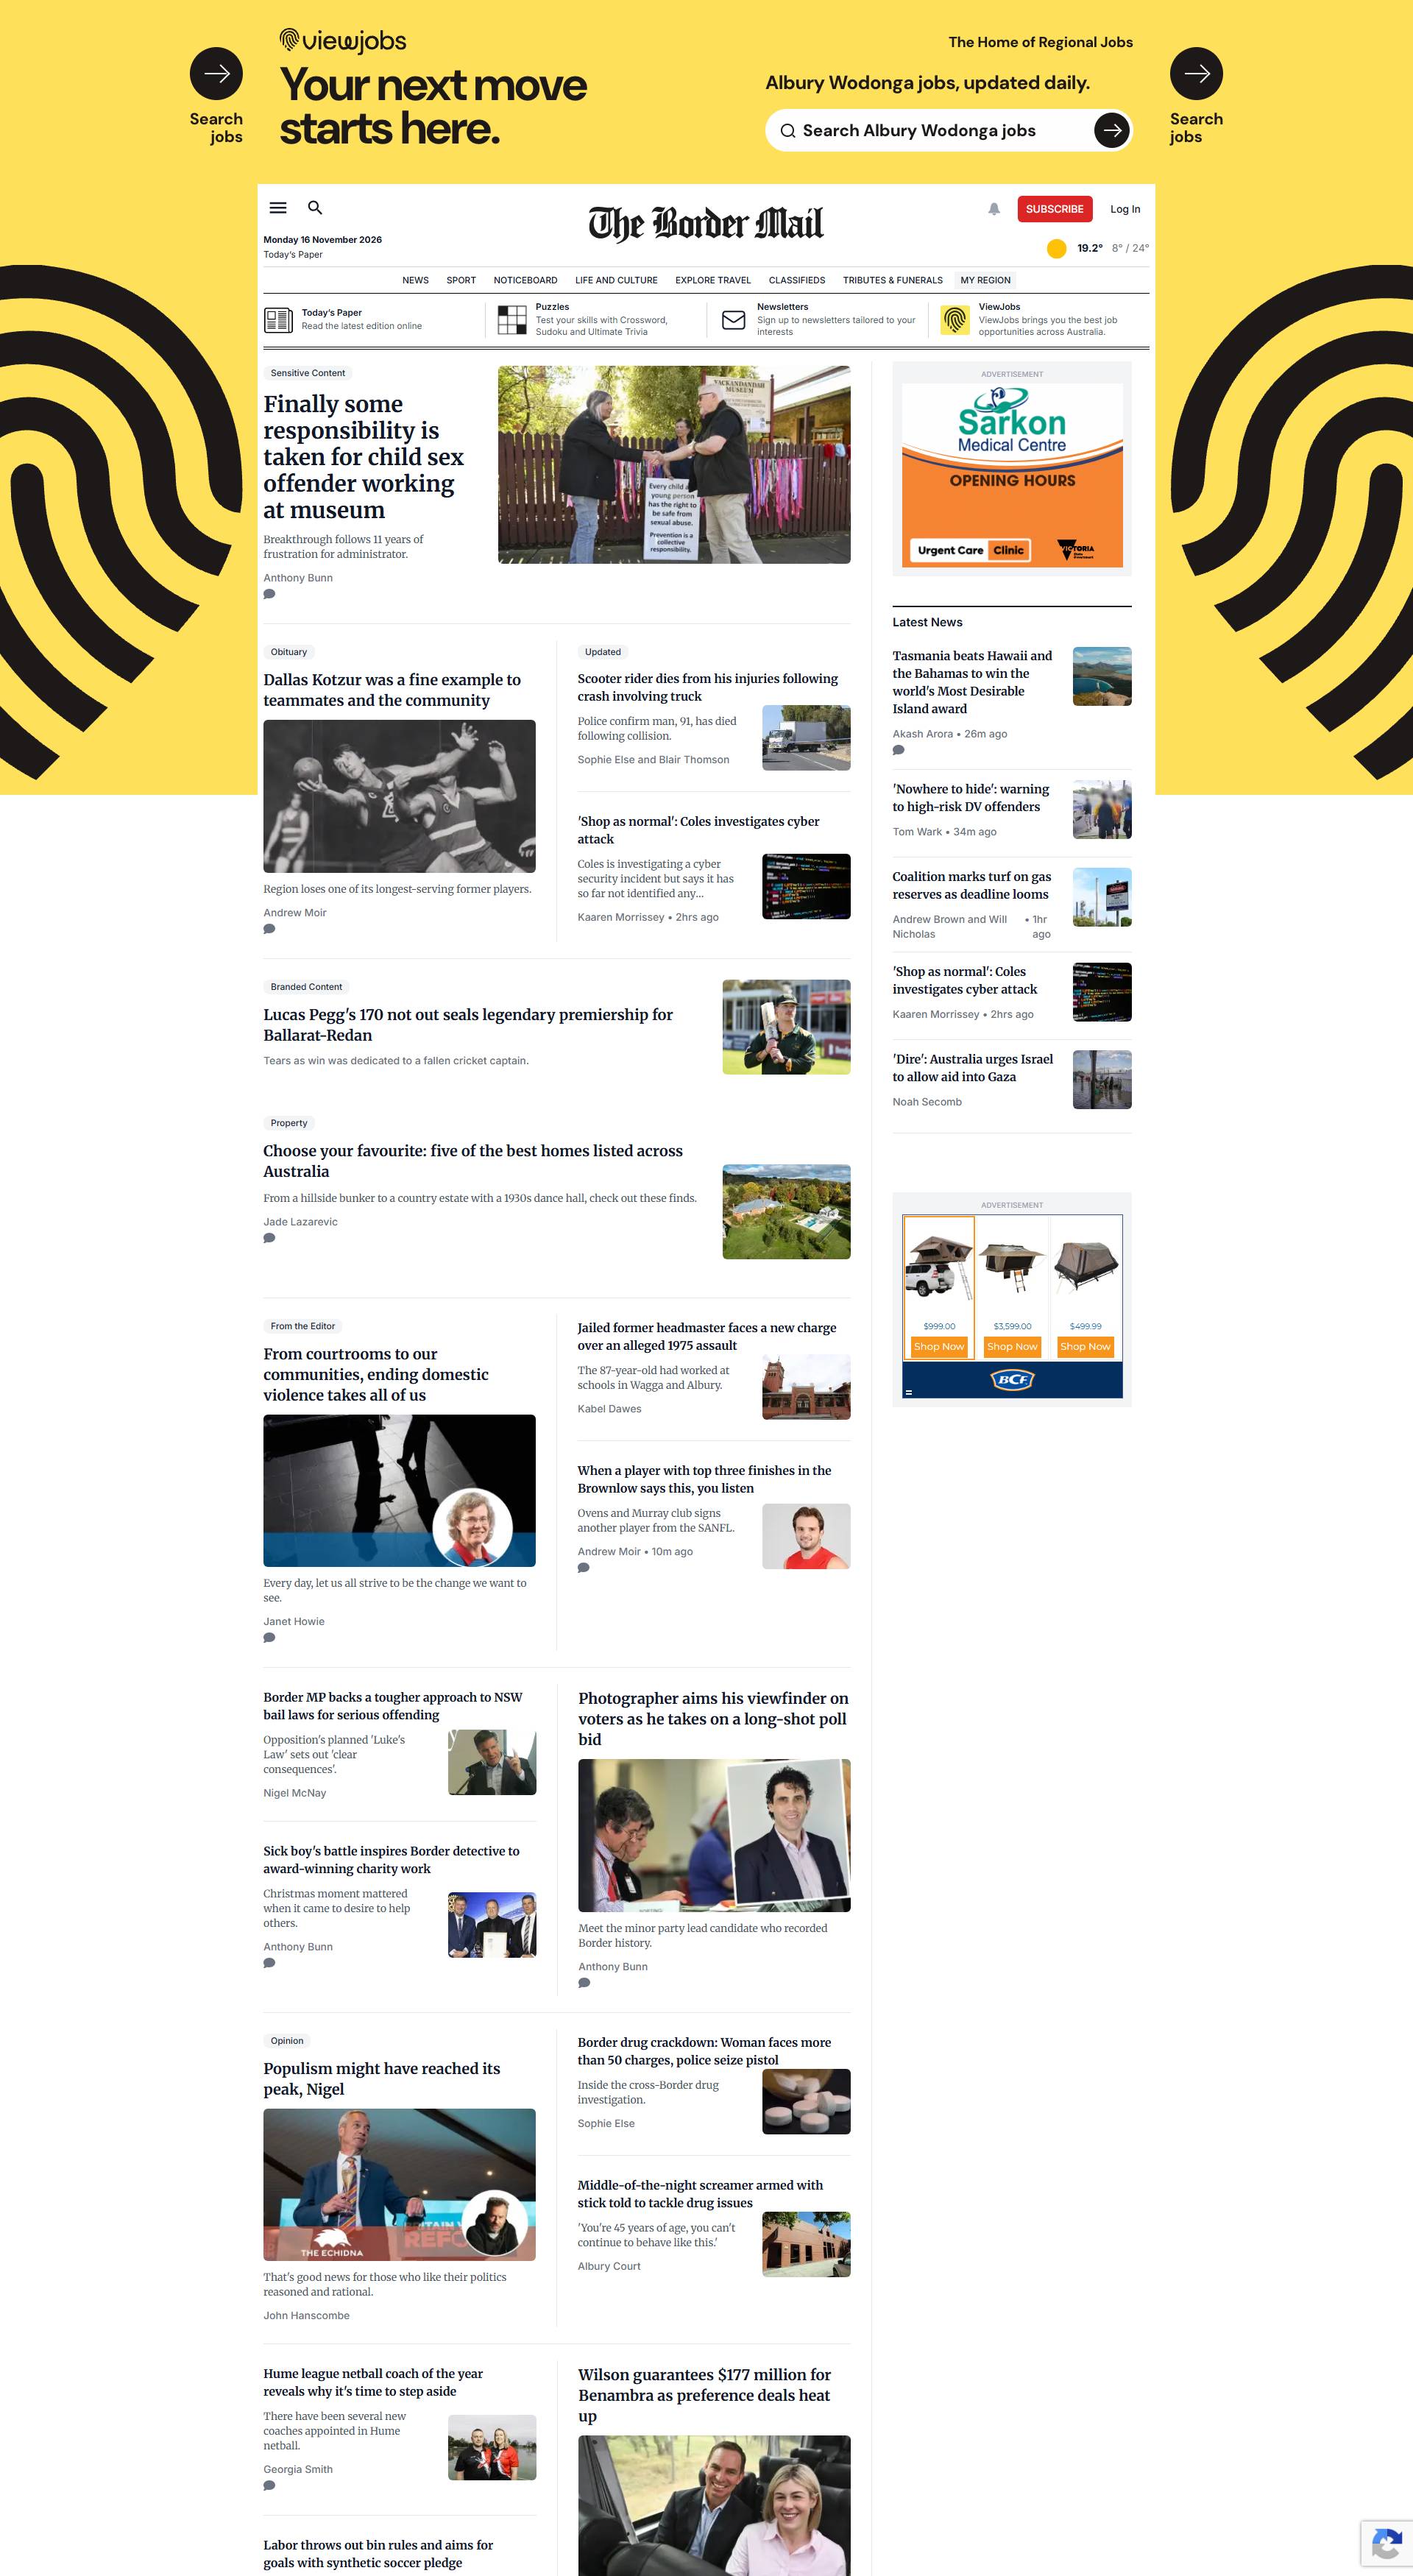 viewjobs
Your next move
starts here.
The Home of Regional Jobs
Albury Wodonga jobs, updated daily.
Search Albury Wodonga jobs
Search
jobs
Search
jobs
The Border Mail
SUBSCRIBE
Log In
Monday 16 November 2026
Today's Paper
19.2° 8° / 24°
NEWS SPORT NOTICEBOARD LIFE AND CULTURE EXPLORE TRAVEL CLASSIFIEDS TRIBUTES & FUNERALS MY REGION
Today's Paper
Read the latest edition online
Puzzles
Test your skills with Crossword,
Sudoku and Ultimate Trivia
Newsletters
Sign up to newsletters tailored to your
interests
ViewJobs
ViewJobs brings you the best job
opportunities across Australia.
Sensitive Content
Finally some
responsibility is
taken for child sex
offender working
at museum
Breakthrough follows 11 years of
frustration for administrator.
Anthony Bunn
YACKANDANDAH
MUSEUM
Every child a
young person
has the right to
be safe from
sexual abuse.
Prevention is a
collective
responsibility.
Obituary
Dallas Kotzur was a fine example to
teammates and the community
Region loses one of its longest-serving former players.
Andrew Moir
Updated
Scooter rider dies from his injuries following
crash involving truck
Police confirm man, 91, has died
following collision.
Sophie Else and Blair Thomson
'Shop as normal': Coles investigates cyber
attack
Coles is investigating a cyber
security incident but says it has
so far not identified any...
Kaaren Morrissey • 2hrs ago
Branded Content
Lucas Pegg's 170 not out seals legendary premiership for
Ballarat-Redan
Tears as win was dedicated to a fallen cricket captain.
Property
Choose your favourite: five of the best homes listed across
Australia
From a hillside bunker to a country estate with a 1930s dance hall, check out these finds.
Jade Lazarevic
From the Editor
From courtrooms to our
communities, ending domestic
violence takes all of us
Every day, let us all strive to be the change we want to
see.
Janet Howie
Jailed former headmaster faces a new charge
over an alleged 1975 assault
The 87-year-old had worked at
schools in Wagga and Albury.
Kabel Dawes
When a player with top three finishes in the
Brownlow says this, you listen
Ovens and Murray club signs
another player from the SANFL.
Andrew Moir • 10m ago
Border MP backs a tougher approach to NSW
bail laws for serious offending
Opposition's planned 'Luke's
Law' sets out 'clear
consequences'.
Nigel McNay
Sick boy's battle inspires Border detective to
award-winning charity work
Christmas moment mattered
when it came to desire to help
others.
Anthony Bunn
Photographer aims his viewfinder on
voters as he takes on a long-shot poll
bid
Meet the minor party lead candidate who recorded
Border history.
Anthony Bunn
Opinion
Populism might have reached its
peak, Nigel
THE ECHIDNA
That's good news for those who like their politics
reasoned and rational.
John Hanscombe
Border drug crackdown: Woman faces more
than 50 charges, police seize pistol
Inside the cross-Border drug
investigation.
Sophie Else
Middle-of-the-night screamer armed with
stick told to tackle drug issues
'You're 45 years of age, you can't
continue to behave like this.'
Albury Court
Hume league netball coach of the year
reveals why it's time to step aside
There have been several new
coaches appointed in Hume
netball.
Georgia Smith
Labor throws out bin rules and aims for
goals with synthetic soccer pledge
Wilson guarantees $177 million for
Benambra as preference deals heat
up
ADVERTISEMENT
Sarkon
Medical Centre
OPENING HOURS
Urgent Care Clinic
VICTORIA
State
Government
Latest News
Tasmania beats Hawaii and
the Bahamas to win the
world's Most Desirable
Island award
Akash Arora • 26m ago
'Nowhere to hide': warning
to high-risk DV offenders
Tom Wark • 34m ago
Coalition marks turf on gas
reserves as deadline looms
Andrew Brown and Will
Nicholas
• 1hr
ago
'Shop as normal': Coles
investigates cyber attack
Kaaren Morrissey • 2hrs ago
'Dire': Australia urges Israel
to allow aid into Gaza
Noah Secomb
ADVERTISEMENT
$999.00 $3,599.00 $499.99
Shop Now Shop Now Shop Now
BCF